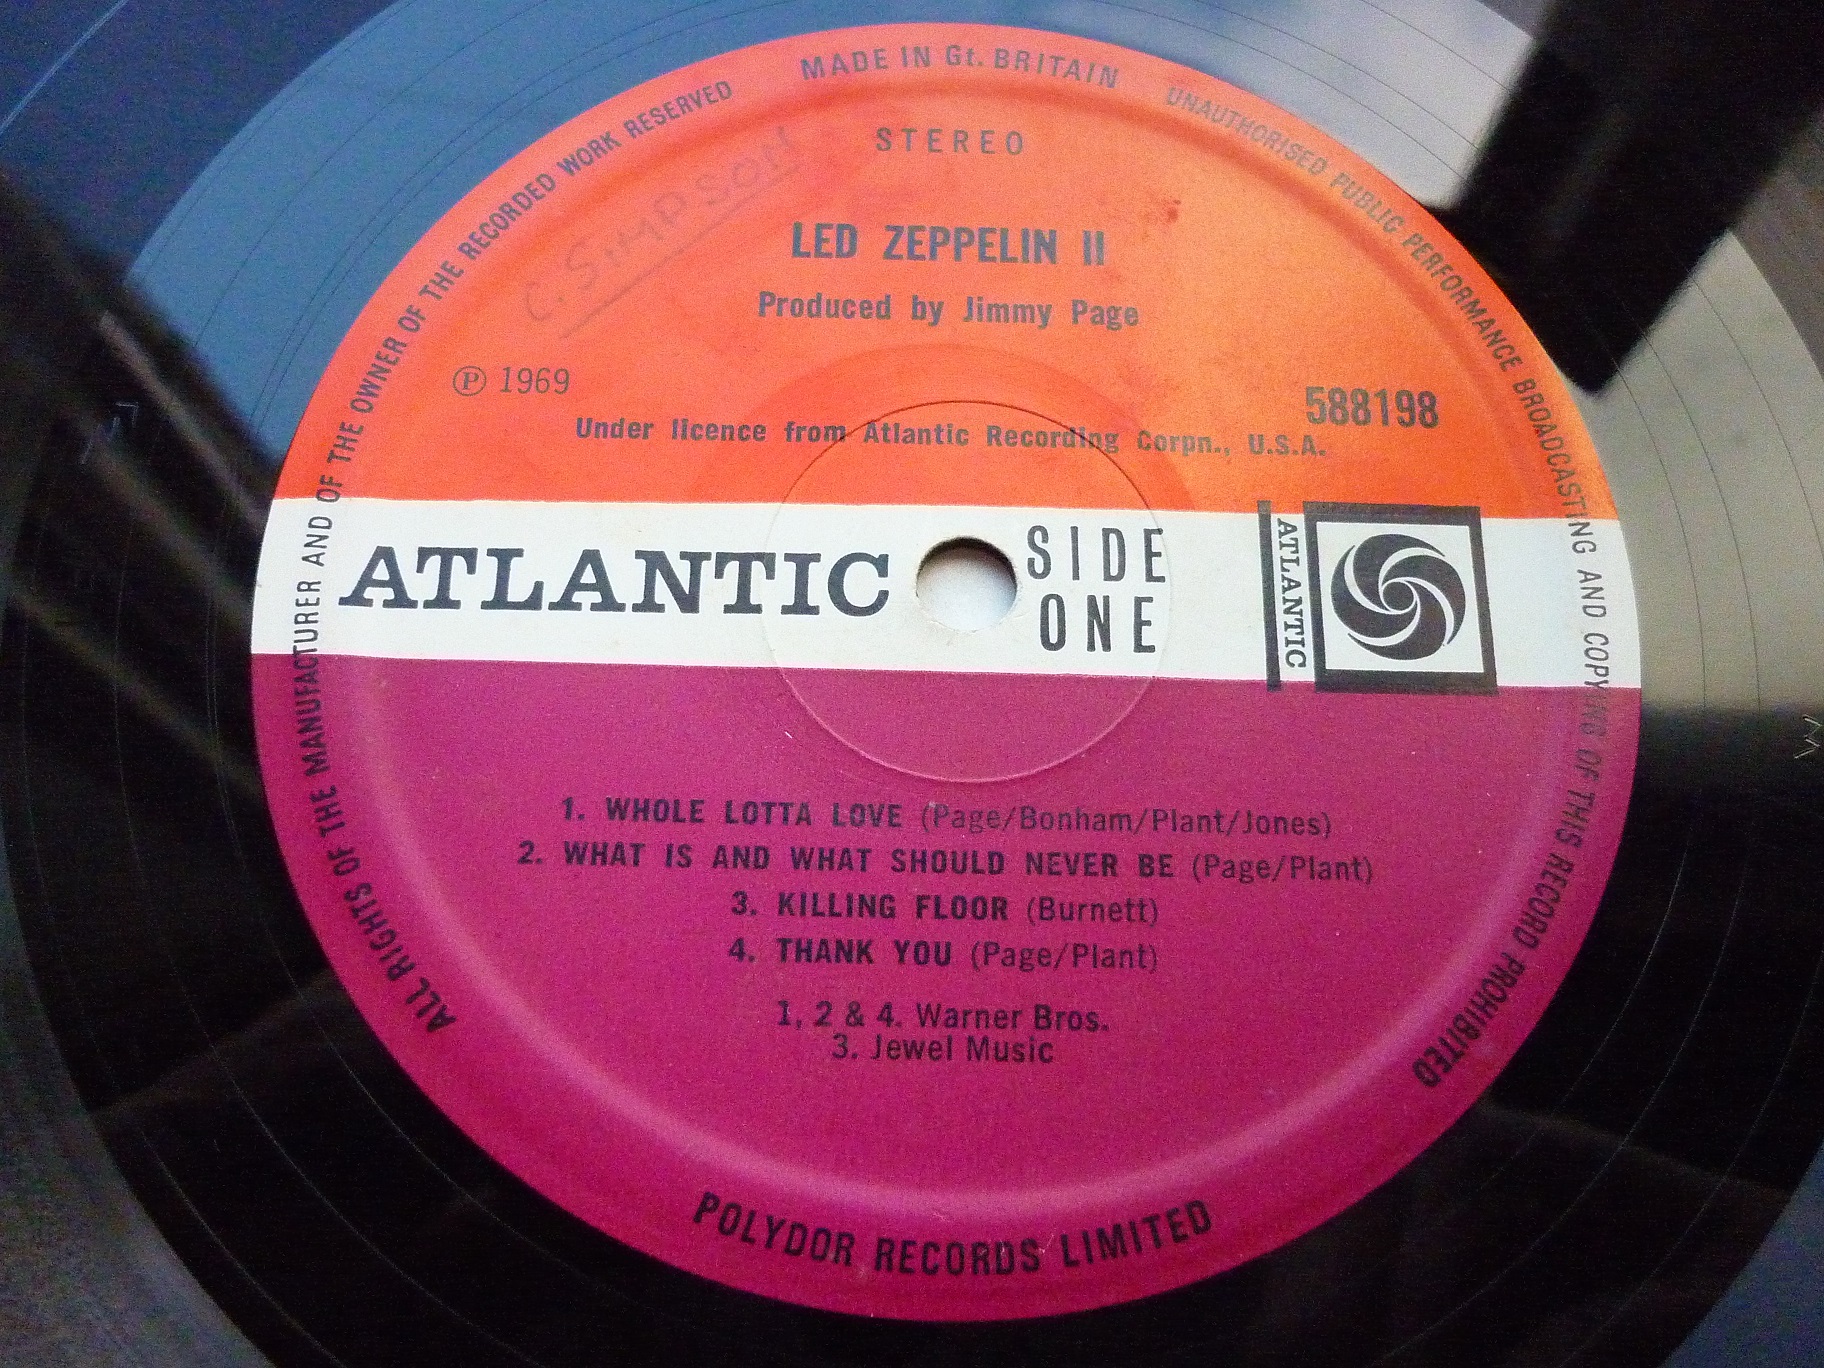 MADE IN Gt. BRITAIN
UNAUTHORISED PUBLIC PERFORMANCE BROADCASTING AND COPYING OF THIS RECORD PROHIBITED
ALL RIGHTS OF THE MANUFACTURER AND OF THE OWNER OF THE RECORDED WORK RESERVED
STEREO
C. SIMPSON
LED ZEPPELIN II
Produced by Jimmy Page
℗ 1969
588198
Under licence from Atlantic Recording Corpn., U.S.A.
ATLANTIC
SIDE
ONE
ATLANTIC
1. WHOLE LOTTA LOVE (Page/Bonham/Plant/Jones)
2. WHAT IS AND WHAT SHOULD NEVER BE (Page/Plant)
3. KILLING FLOOR (Burnett)
4. THANK YOU (Page/Plant)
1, 2 & 4. Warner Bros.
3. Jewel Music
POLYDOR RECORDS LIMITED